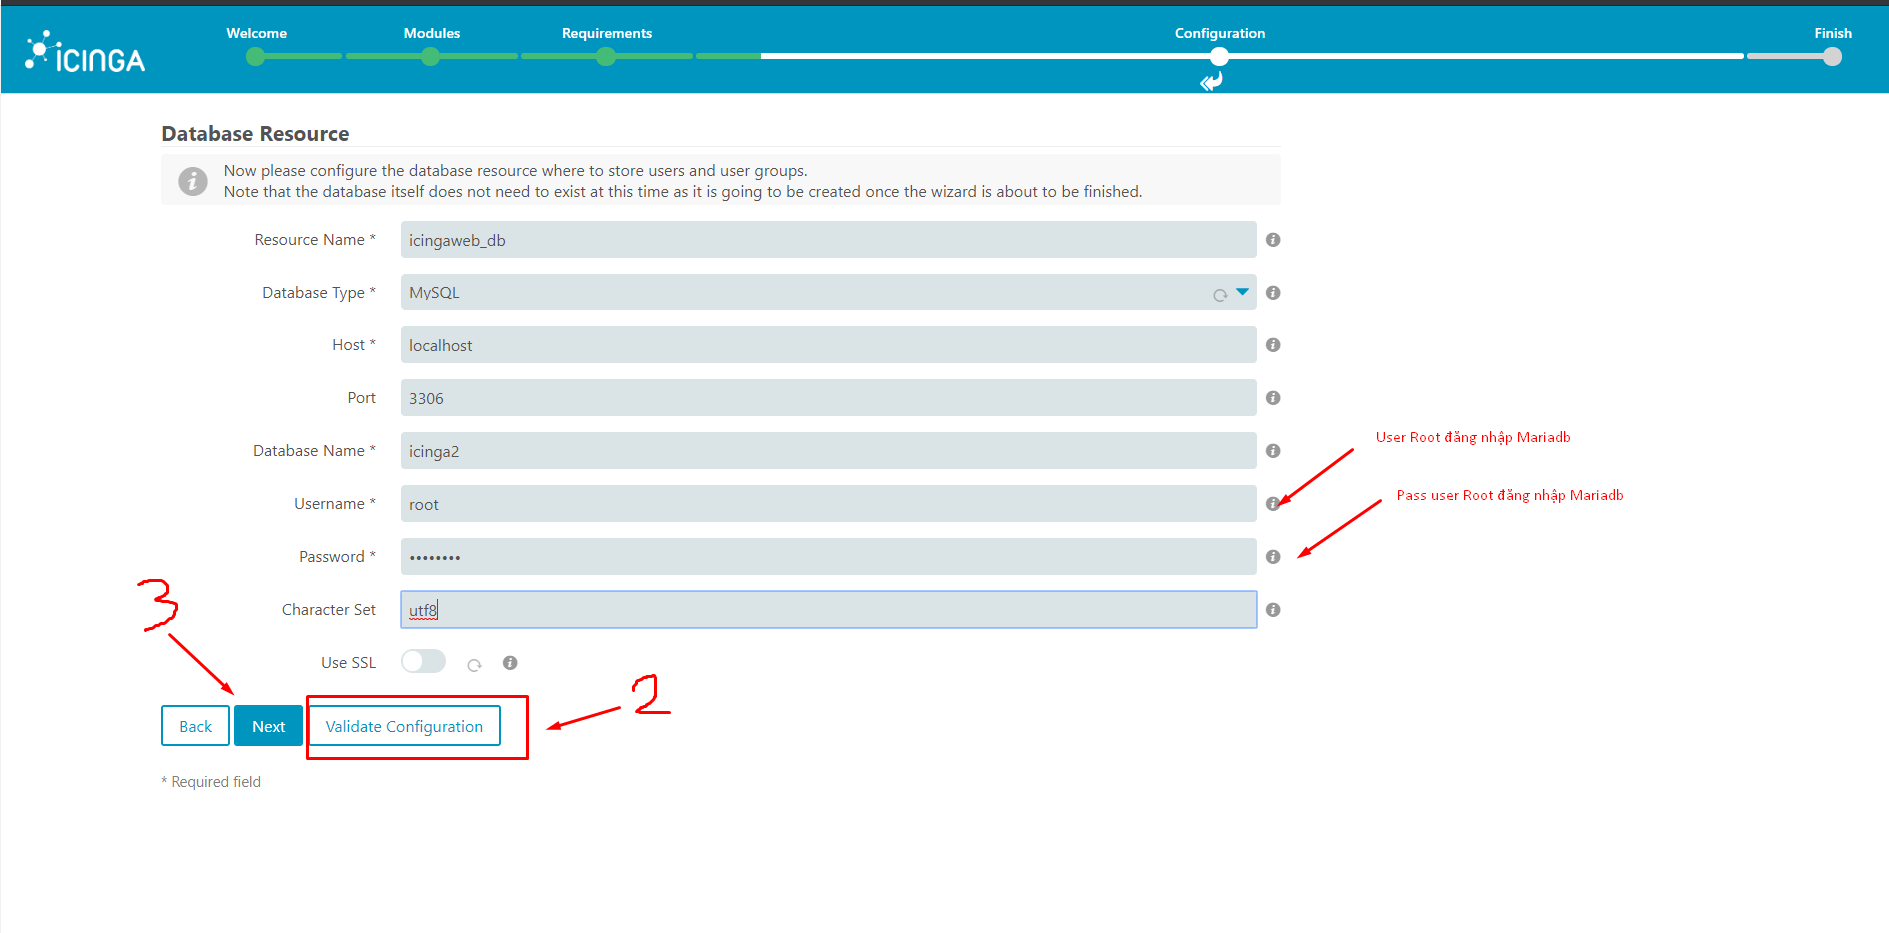 ICINGA
Welcome
Modules
Requirements
Configuration
Finish
Database Resource
Now please configure the database resource where to store users and user groups.
Note that the database itself does not need to exist at this time as it is going to be created once the wizard is about to be finished.
Resource Name *
icingaweb_db
Database Type *
MySQL
Host *
localhost
Port
3306
Database Name *
icinga2
User Root đăng nhập Mariadb
Username *
root
Pass user Root đăng nhập Mariadb
Password *
••••••••
Character Set
utf8
3
Use SSL
2
Back
Next
Validate Configuration
* Required field